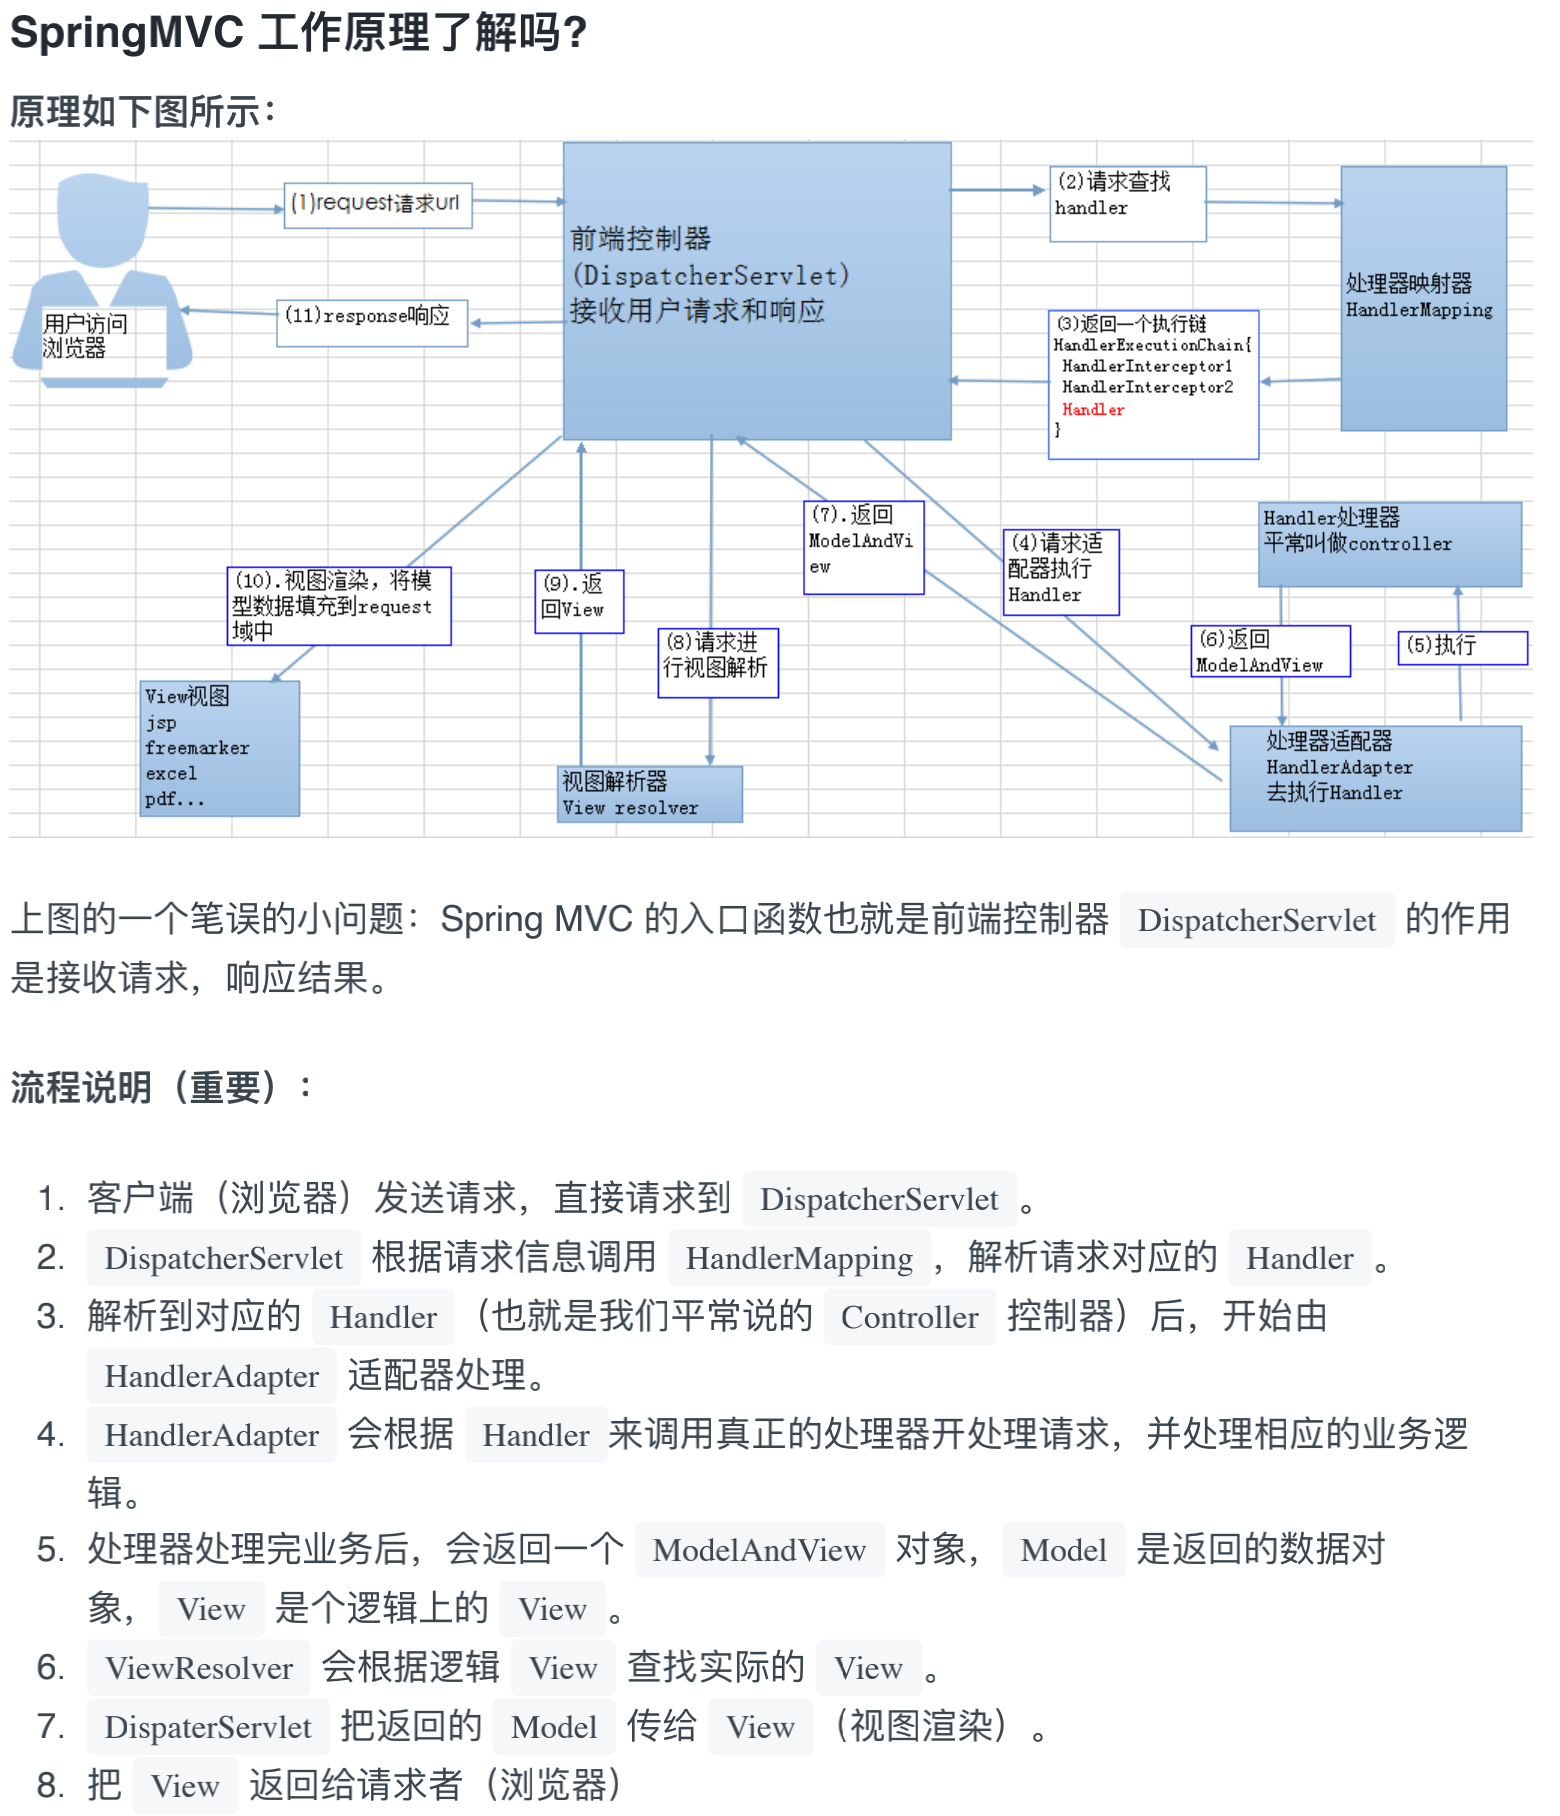 SpringMVC 工作原理了解吗?
原理如下图所示：
(1)request请求url
前端控制器
(DispatcherServlet)
接收用户请求和响应
(2)请求查找
handler
处理器映射器
HandlerMapping
(3)返回一个执行链
HandlerExecutionChain{
HandlerInterceptor1
HandlerInterceptor2
Handler
}
用户访问
浏览器
(11)response响应
(7).返回
ModelAndVi
ew
(4)请求适
配器执行
Handler
Handler处理器
平常叫做controller
(10).视图渲染，将模
型数据填充到request
域中
(9).返
回View
(8)请求进
行视图解析
(6)返回
ModelAndView
(5)执行
View视图
jsp
freemarker
excel
pdf...
视图解析器
View resolver
处理器适配器
HandlerAdapter
去执行Handler
上图的一个笔误的小问题：Spring MVC 的入口函数也就是前端控制器 DispatcherServlet 的作用
是接收请求，响应结果。
流程说明（重要）：
1. 客户端（浏览器）发送请求，直接请求到 DispatcherServlet 。
2. DispatcherServlet 根据请求信息调用 HandlerMapping ，解析请求对应的 Handler 。
3. 解析到对应的 Handler （也就是我们平常说的 Controller 控制器）后，开始由
HandlerAdapter 适配器处理。
4. HandlerAdapter 会根据 Handler 来调用真正的处理器开处理请求，并处理相应的业务逻
辑。
5. 处理器处理完业务后，会返回一个 ModelAndView 对象， Model 是返回的数据对
象， View 是个逻辑上的 View 。
6. ViewResolver 会根据逻辑 View 查找实际的 View 。
7. DispaterServlet 把返回的 Model 传给 View （视图渲染）。
8. 把 View 返回给请求者（浏览器）